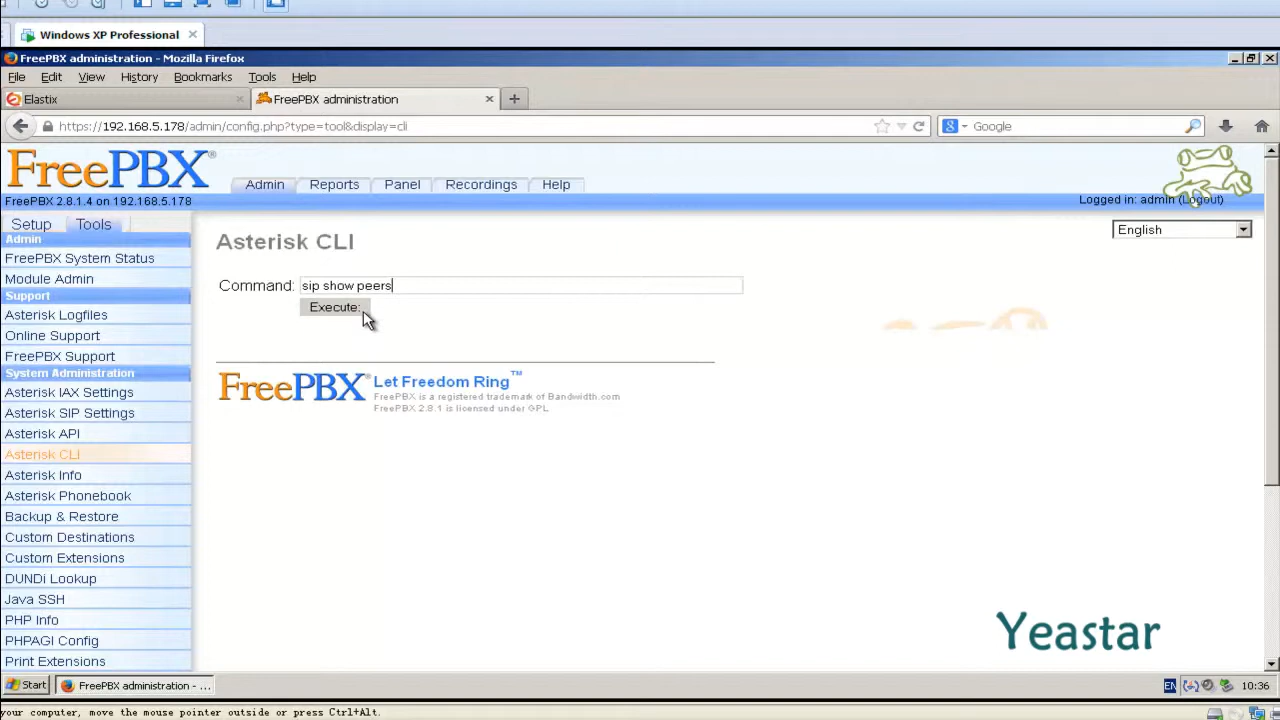 Windows XP Professional
FreePBX administration - Mozilla Firefox
File Edit View History Bookmarks Tools Help
Elastix
FreePBX administration
https://192.168.5.178/admin/config.php?type=tool&display=cli
Google
FreePBX®
Admin Reports Panel Recordings Help
FreePBX 2.8.1.4 on 192.168.5.178
Logged in: admin (Logout)
Setup Tools
English
Admin
FreePBX System Status
Module Admin
Support
Asterisk Logfiles
Online Support
FreePBX Support
System Administration
Asterisk IAX Settings
Asterisk SIP Settings
Asterisk API
Asterisk CLI
Asterisk Info
Asterisk Phonebook
Backup & Restore
Custom Destinations
Custom Extensions
DUNDi Lookup
Java SSH
PHP Info
PHPAGI Config
Print Extensions
Asterisk CLI
Command: sip show peers
Execute:
FreePBX® Let Freedom Ring™
FreePBX is a registered trademark of Bandwidth.com
FreePBX 2.8.1 is licensed under GPL
Yeastar
Start
FreePBX administration - ...
EN
10:36
your computer, move the mouse pointer outside or press Ctrl+Alt.